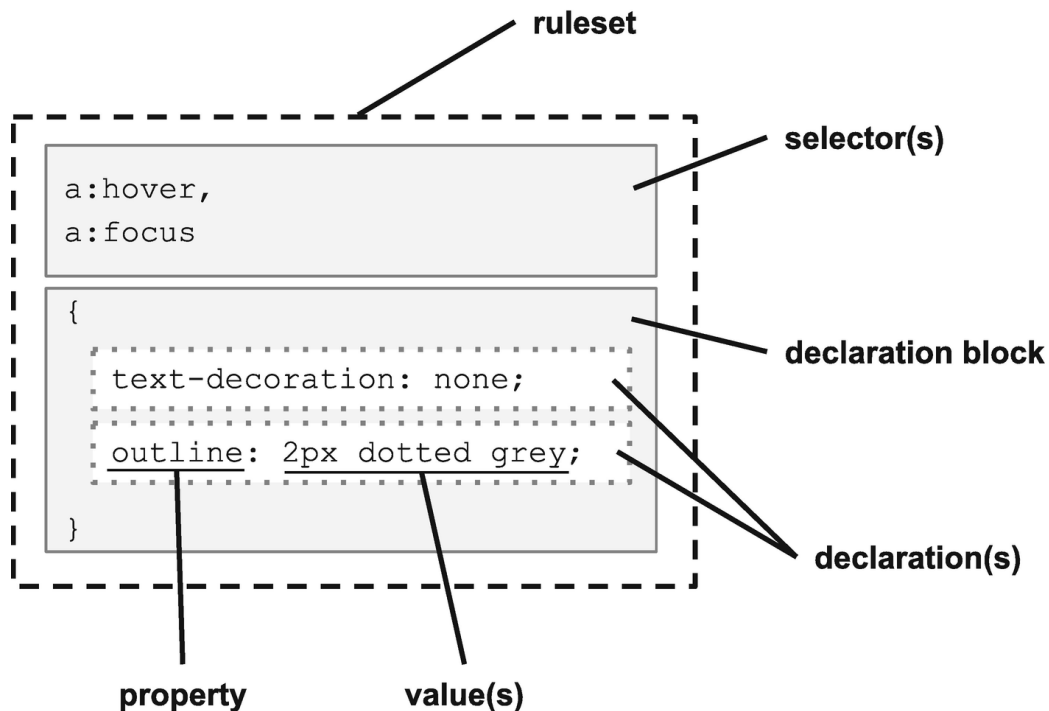 ruleset
selector(s)
a:hover,
a:focus
{
declaration block
text-decoration: none;
outline: 2px dotted grey;
}
declaration(s)
property
value(s)